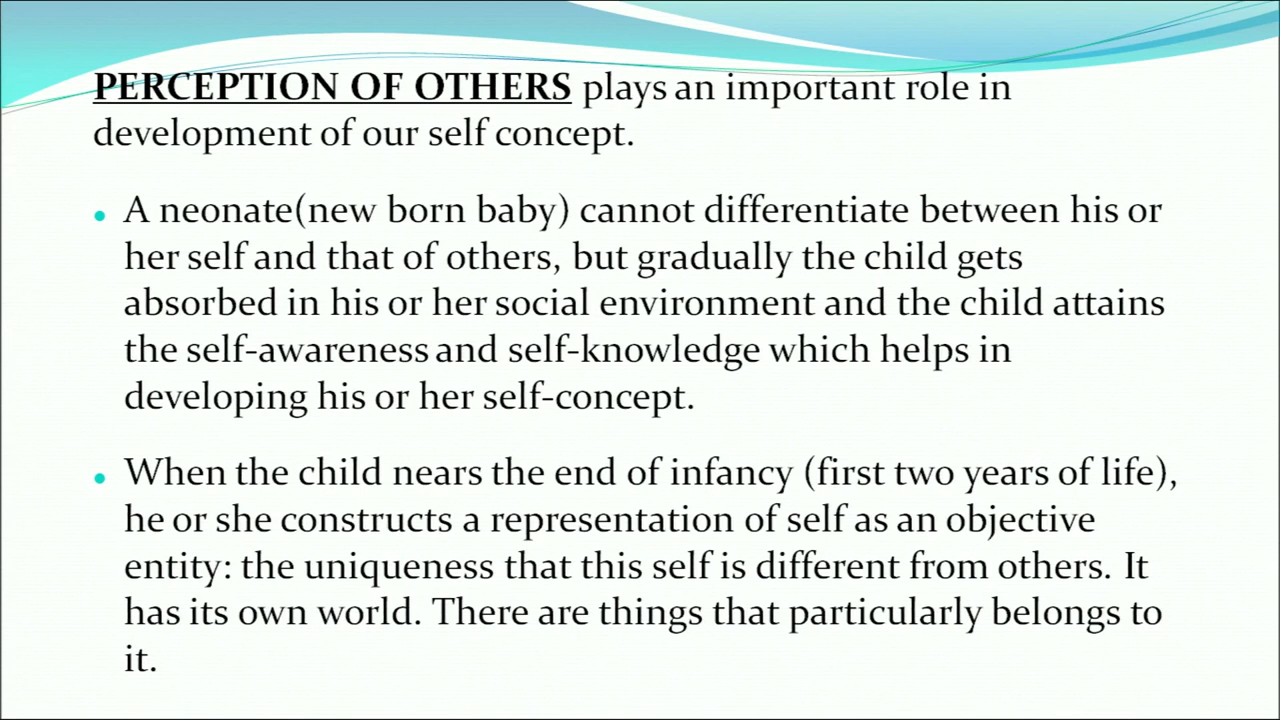 PERCEPTION OF OTHERS plays an important role in
development of our self concept.
• A neonate(new born baby) cannot differentiate between his or
her self and that of others, but gradually the child gets
absorbed in his or her social environment and the child attains
the self-awareness and self-knowledge which helps in
developing his or her self-concept.
• When the child nears the end of infancy (first two years of life),
he or she constructs a representation of self as an objective
entity: the uniqueness that this self is different from others. It
has its own world. There are things that particularly belongs to
it.